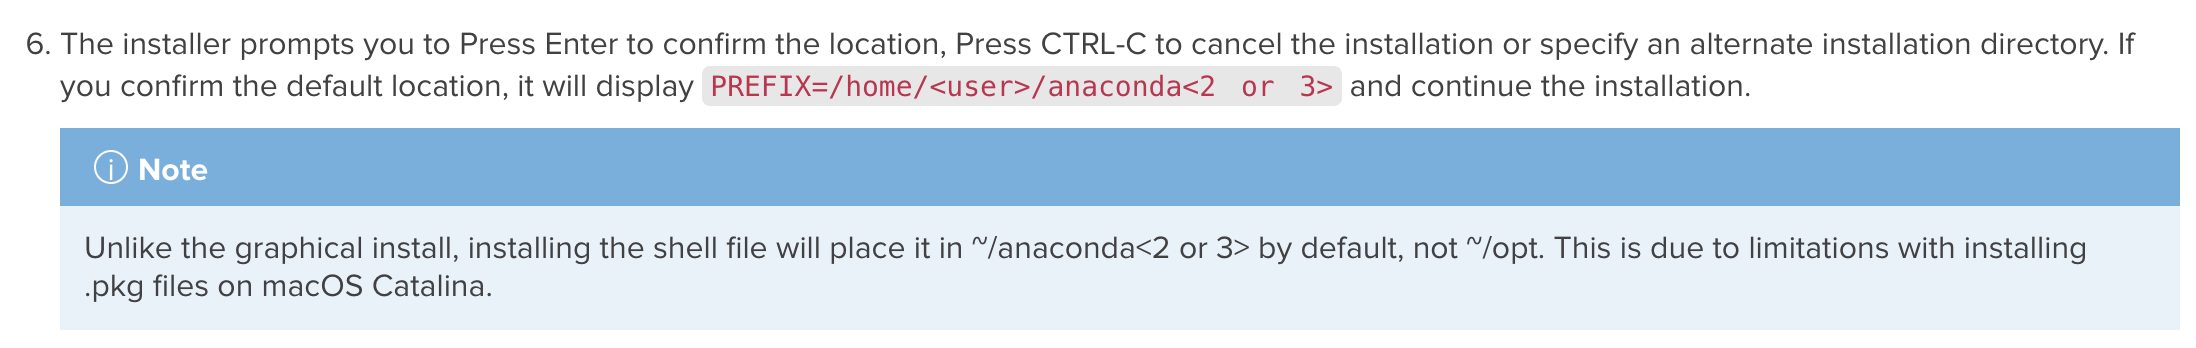 6. The installer prompts you to Press Enter to confirm the location, Press CTRL-C to cancel the installation or specify an alternate installation directory. If
you confirm the default location, it will display PREFIX=/home/<user>/anaconda<2 or 3> and continue the installation.
Note
Unlike the graphical install, installing the shell file will place it in ~/anaconda<2 or 3> by default, not ~/opt. This is due to limitations with installing
.pkg files on macOS Catalina.